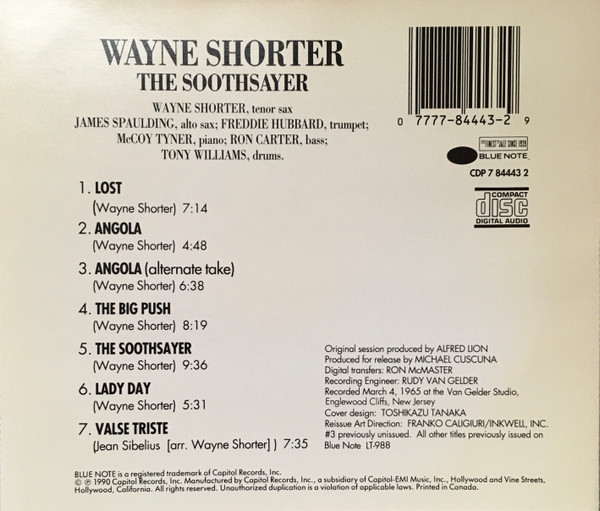 WAYNE SHORTER
THE SOOTHSAYER
WAYNE SHORTER, tenor sax
JAMES SPAULDING, alto sax; FREDDIE HUBBARD, trumpet;
McCOY TYNER, piano; RON CARTER, bass;
TONY WILLIAMS, drums.
0 7777-84443-2 9
THE FINEST IN JAZZ SINCE 1939
BLUE NOTE®
CDP 7 84443 2
COMPACT
disc
DIGITAL AUDIO
1. LOST
(Wayne Shorter) 7:14
2. ANGOLA
(Wayne Shorter) 4:48
3. ANGOLA (alternate take)
(Wayne Shorter) 6:38
4. THE BIG PUSH
(Wayne Shorter) 8:19
5. THE SOOTHSAYER
(Wayne Shorter) 9:36
6. LADY DAY
(Wayne Shorter) 5:31
7. VALSE TRISTE
(Jean Sibelius [arr. Wayne Shorter] ) 7:35
Original session produced by ALFRED LION
Produced for release by MICHAEL CUSCUNA
Digital transfers: RON McMASTER
Recording Engineer: RUDY VAN GELDER
Recorded March 4, 1965 at the Van Gelder Studio,
Englewood Cliffs, New Jersey
Cover design: TOSHIKAZU TANAKA
Reissue Art Direction: FRANKO CALIGIURI/INKWELL, INC.
#3 previously unissued. All other titles previously issued on
Blue Note LT-988
BLUE NOTE is a registered trademark of Capitol Records, Inc.
© ℗ 1990 Capitol Records, Inc. Manufactured by Capitol Records, Inc., a subsidiary of Capitol-EMI Music, Inc., Hollywood and Vine Streets,
Hollywood, California. All rights reserved. Unauthorized duplication is a violation of applicable laws. Printed in Canada.